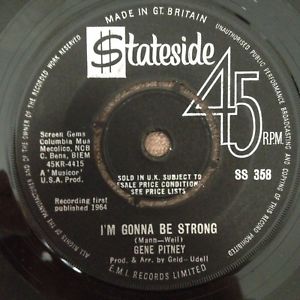 MADE IN GT. BRITAIN
Stateside
45
R.P.M.
Screen Gems
Columbia Mus
Mecolico, NCB
C. Bens, BIEM
45KR-4415
A 'Musicor'
U.S.A. Prod.
SOLD IN U.K. SUBJECT TO
RESALE PRICE CONDITIONS,
SEE PRICE LISTS
SS 358
Recording first
published 1964
I'M GONNA BE STRONG
(Mann—Weil)
GENE PITNEY
Prod. & Arr. by Geld-Udell
E.M.I. RECORDS LIMITED
ALL RIGHTS OF THE MANUFACTURER AND OF THE OWNER OF THE RECORDED WORK RESERVED
UNAUTHORISED PUBLIC PERFORMANCE BROADCASTING AND COPYING OF THIS RECORD PROHIBITED